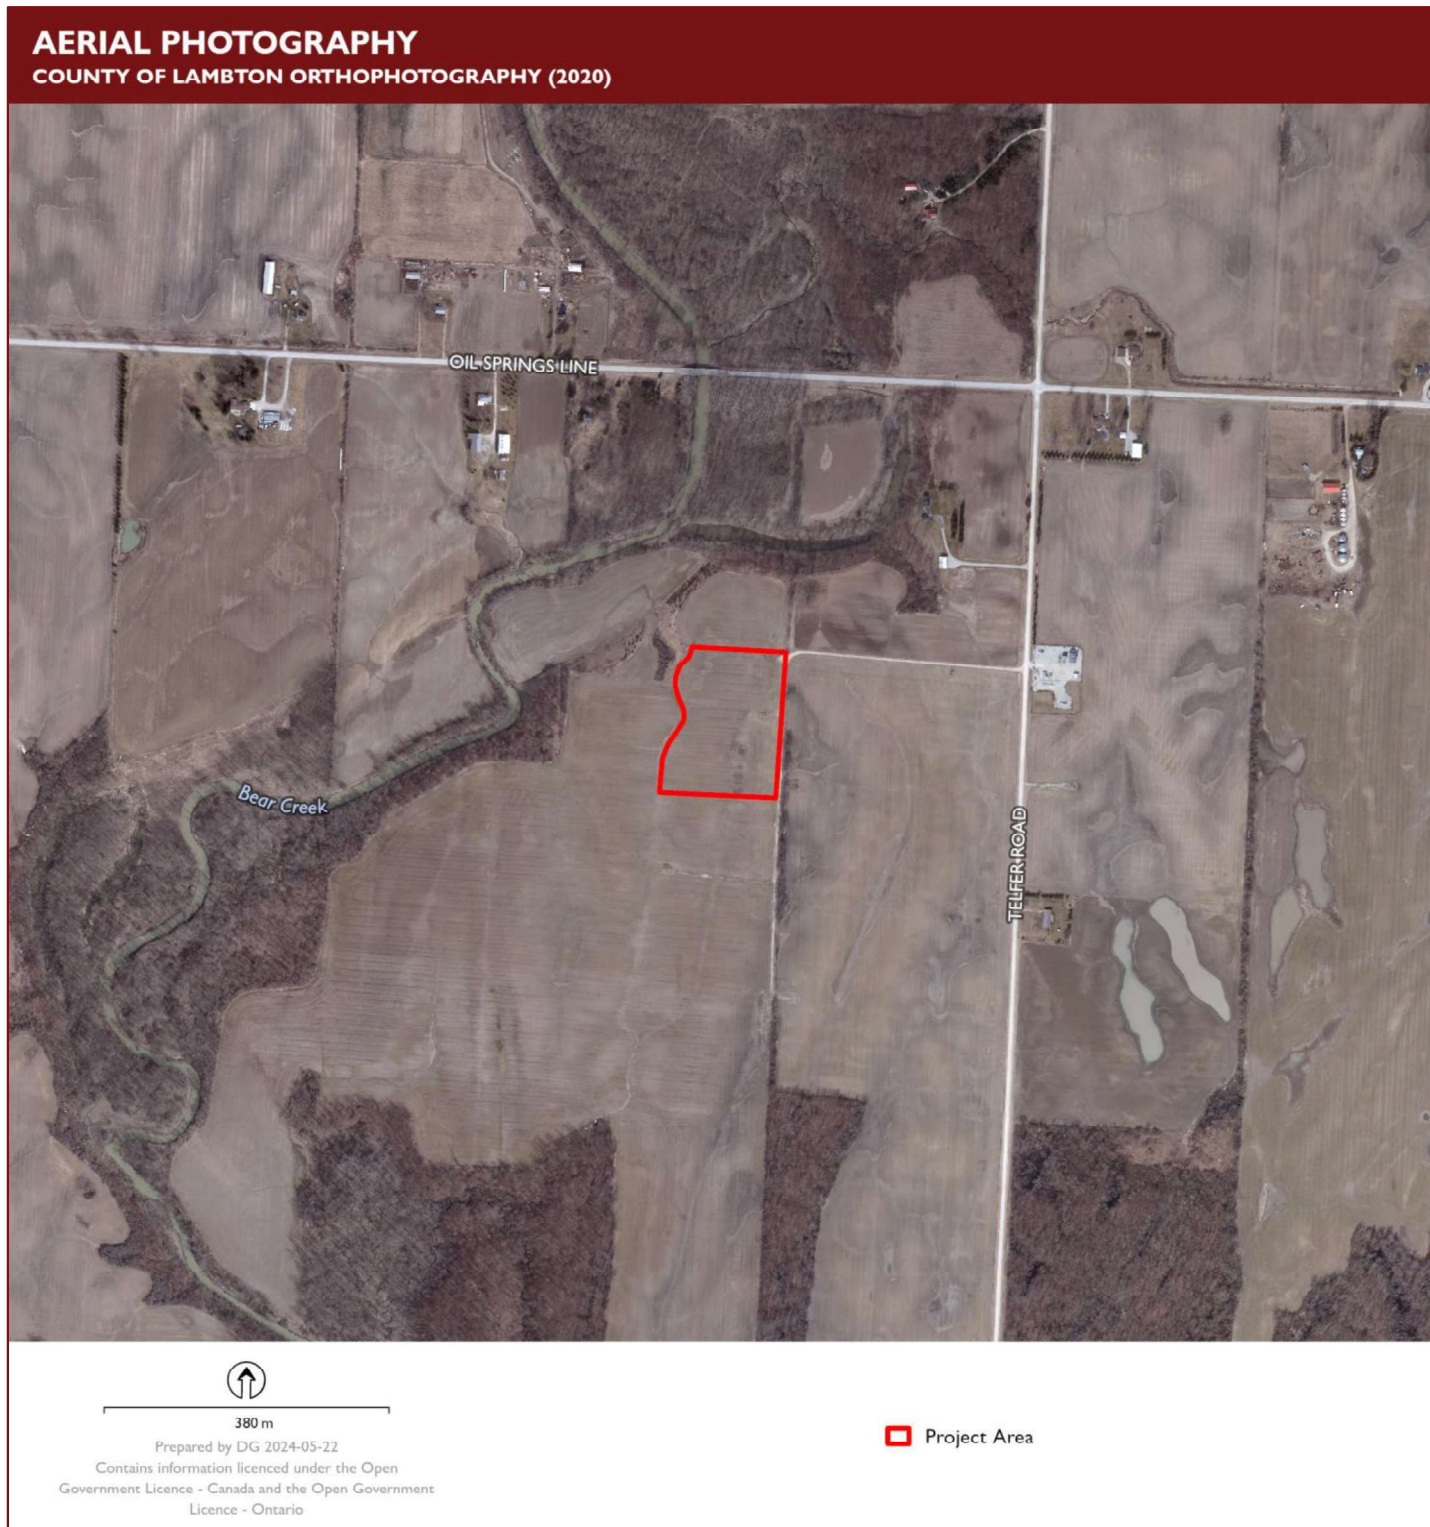 AERIAL PHOTOGRAPHY
COUNTY OF LAMBTON ORTHOPHOTOGRAPHY (2020)
OIL SPRINGS LINE
Bear Creek
TELFER ROAD
380 m
Prepared by DG 2024-05-22
Contains information licenced under the Open
Government Licence - Canada and the Open Government
Licence - Ontario
Project Area